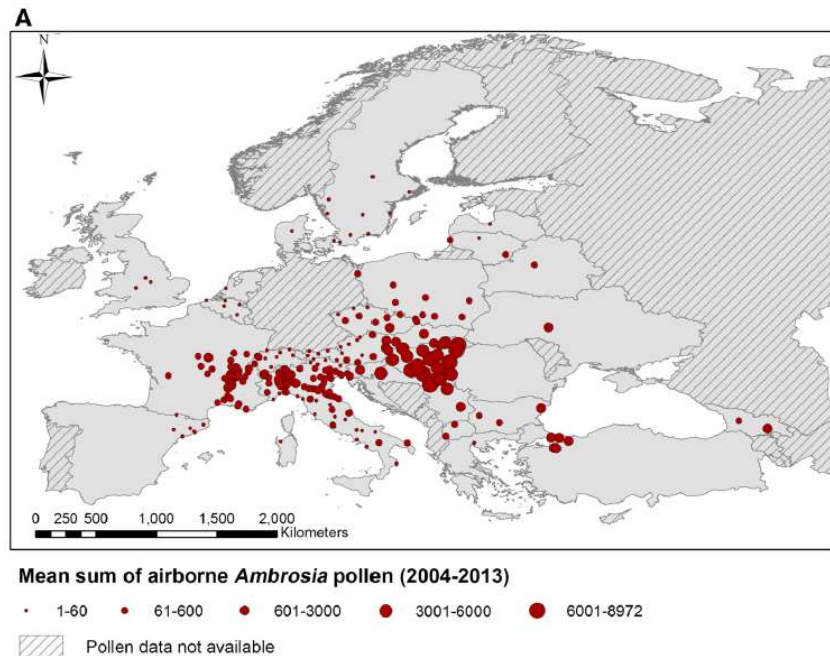 A
N
0 250 500 1,000 1,500 2,000
Kilometers
Mean sum of airborne Ambrosia pollen (2004-2013)
1-60 61-600 601-3000 3001-6000 6001-8972
Pollen data not available